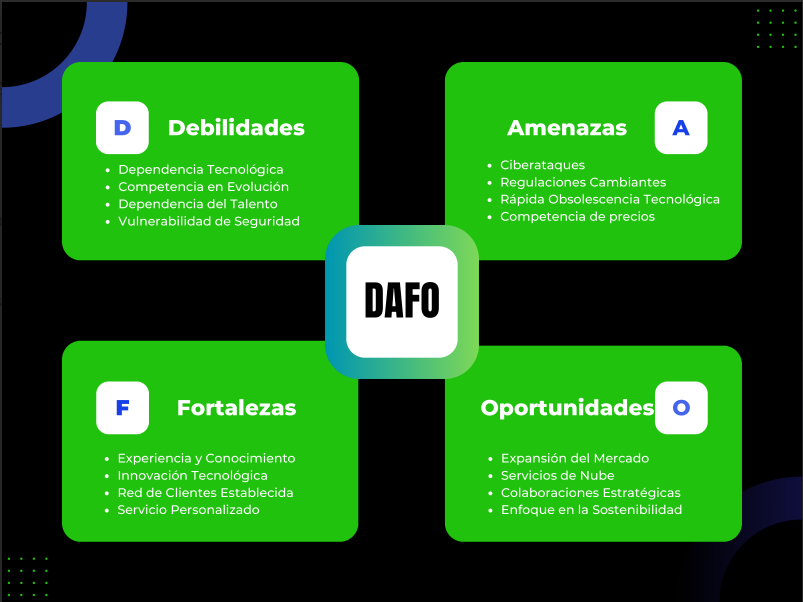 D
Debilidades
• Dependencia Tecnológica
• Competencia en Evolución
• Dependencia del Talento
• Vulnerabilidad de Seguridad
Amenazas
A
• Ciberataques
• Regulaciones Cambiantes
• Rápida Obsolescencia Tecnológica
• Competencia de precios
DAFO
F
Fortalezas
• Experiencia y Conocimiento
• Innovación Tecnológica
• Red de Clientes Establecida
• Servicio Personalizado
Oportunidades
O
• Expansión del Mercado
• Servicios de Nube
• Colaboraciones Estratégicas
• Enfoque en la Sostenibilidad